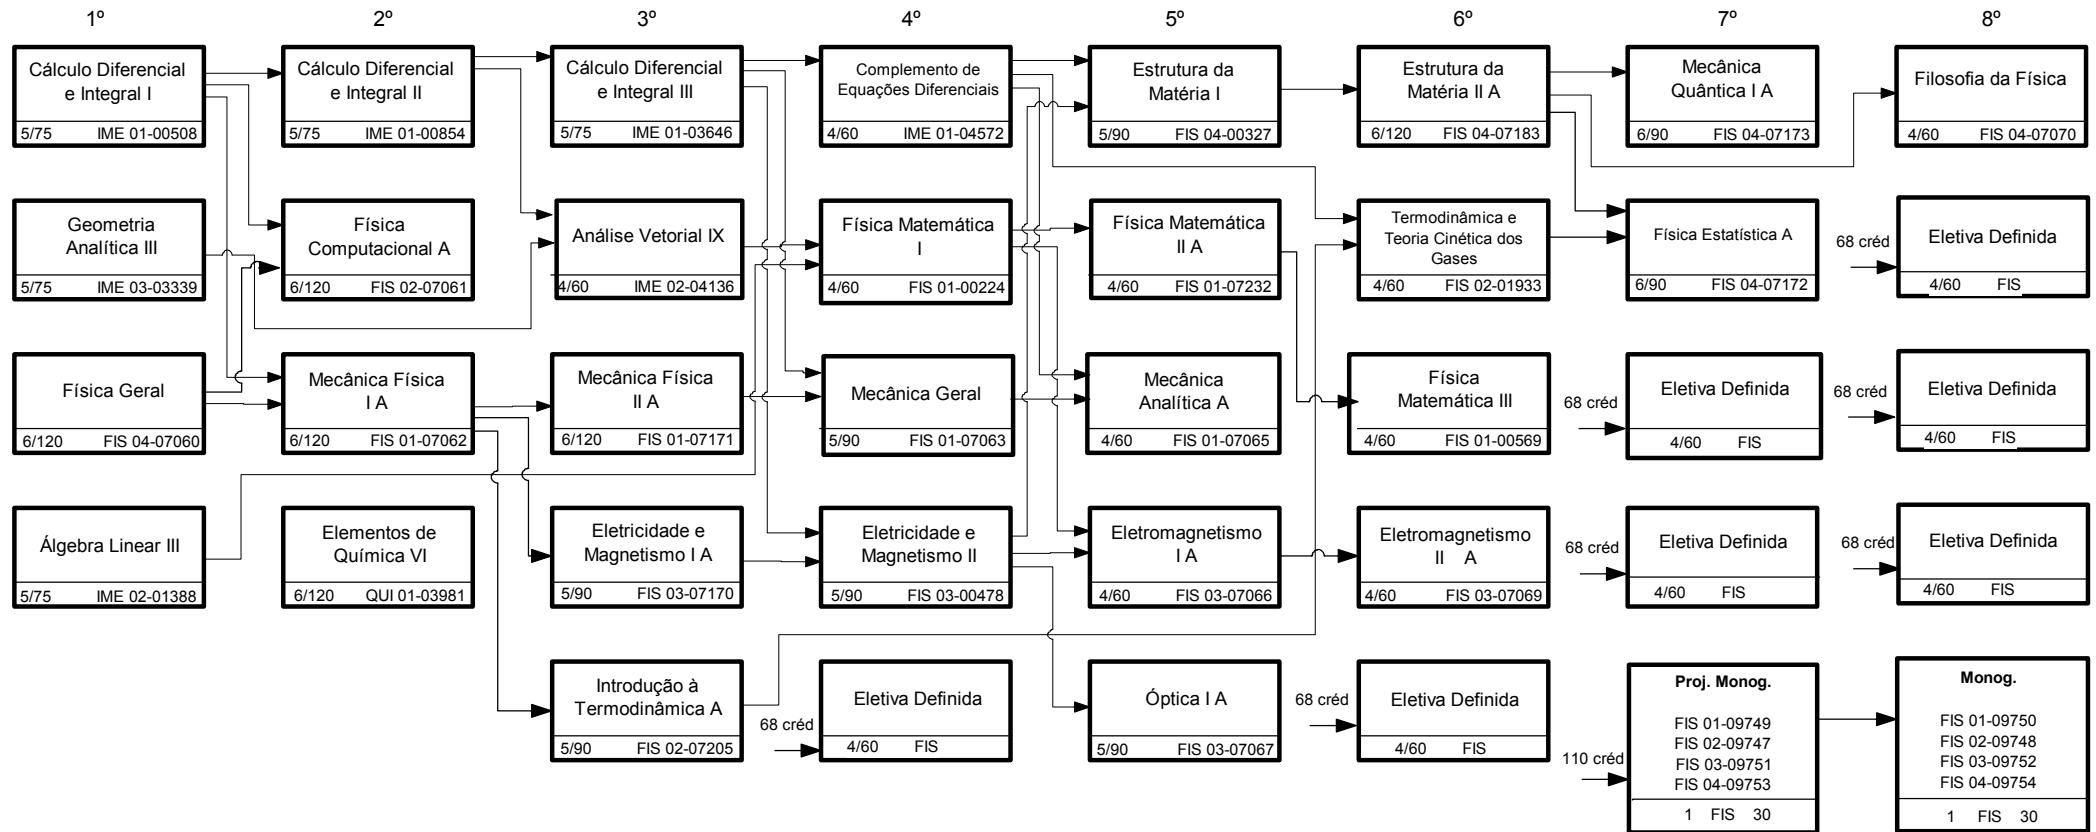 1º 2º 3º 4º 5º 6º 7º 8º
Cálculo Diferencial
e Integral I
5/75 IME 01-00508
Cálculo Diferencial
e Integral II
5/75 IME 01-00854
Cálculo Diferencial
e Integral III
5/75 IME 01-03646
Complemento de
Equações Diferenciais
4/60 IME 01-04572
Estrutura da
Matéria I
5/90 FIS 04-00327
Estrutura da
Matéria II A
6/120 FIS 04-07183
Mecânica
Quântica I A
6/90 FIS 04-07173
Filosofia da Física
4/60 FIS 04-07070
Geometria
Analítica III
5/75 IME 03-03339
Física
Computacional A
6/120 FIS 02-07061
Análise Vetorial IX
4/60 IME 02-04136
Física Matemática
I
4/60 FIS 01-00224
Física Matemática
II A
4/60 FIS 01-07232
Termodinâmica e
Teoria Cinética dos
Gases
4/60 FIS 02-01933
Física Estatística A
6/90 FIS 04-07172
68 créd
Eletiva Definida
4/60 FIS
Física Geral
6/120 FIS 04-07060
Mecânica Física
I A
6/120 FIS 01-07062
Mecânica Física
II A
6/120 FIS 01-07171
Mecânica Geral
5/90 FIS 01-07063
Mecânica
Analítica A
4/60 FIS 01-07065
Física
Matemática III
4/60 FIS 01-00569
68 créd
Eletiva Definida
4/60 FIS
68 créd
Eletiva Definida
4/60 FIS
Álgebra Linear III
5/75 IME 02-01388
Elementos de
Química VI
6/120 QUI 01-03981
Eletricidade e
Magnetismo I A
5/90 FIS 03-07170
Eletricidade e
Magnetismo II
5/90 FIS 03-00478
Eletromagnetismo
I A
4/60 FIS 03-07066
Eletromagnetismo
II A
4/60 FIS 03-07069
68 créd
Eletiva Definida
4/60 FIS
68 créd
Eletiva Definida
4/60 FIS
Introdução à
Termodinâmica A
5/90 FIS 02-07205
68 créd
Eletiva Definida
4/60 FIS
Óptica I A
5/90 FIS 03-07067
68 créd
Eletiva Definida
4/60 FIS
110 créd
Proj. Monog.
FIS 01-09749
FIS 02-09747
FIS 03-09751
FIS 04-09753
1 FIS 30
Monog.
FIS 01-09750
FIS 02-09748
FIS 03-09752
FIS 04-09754
1 FIS 30